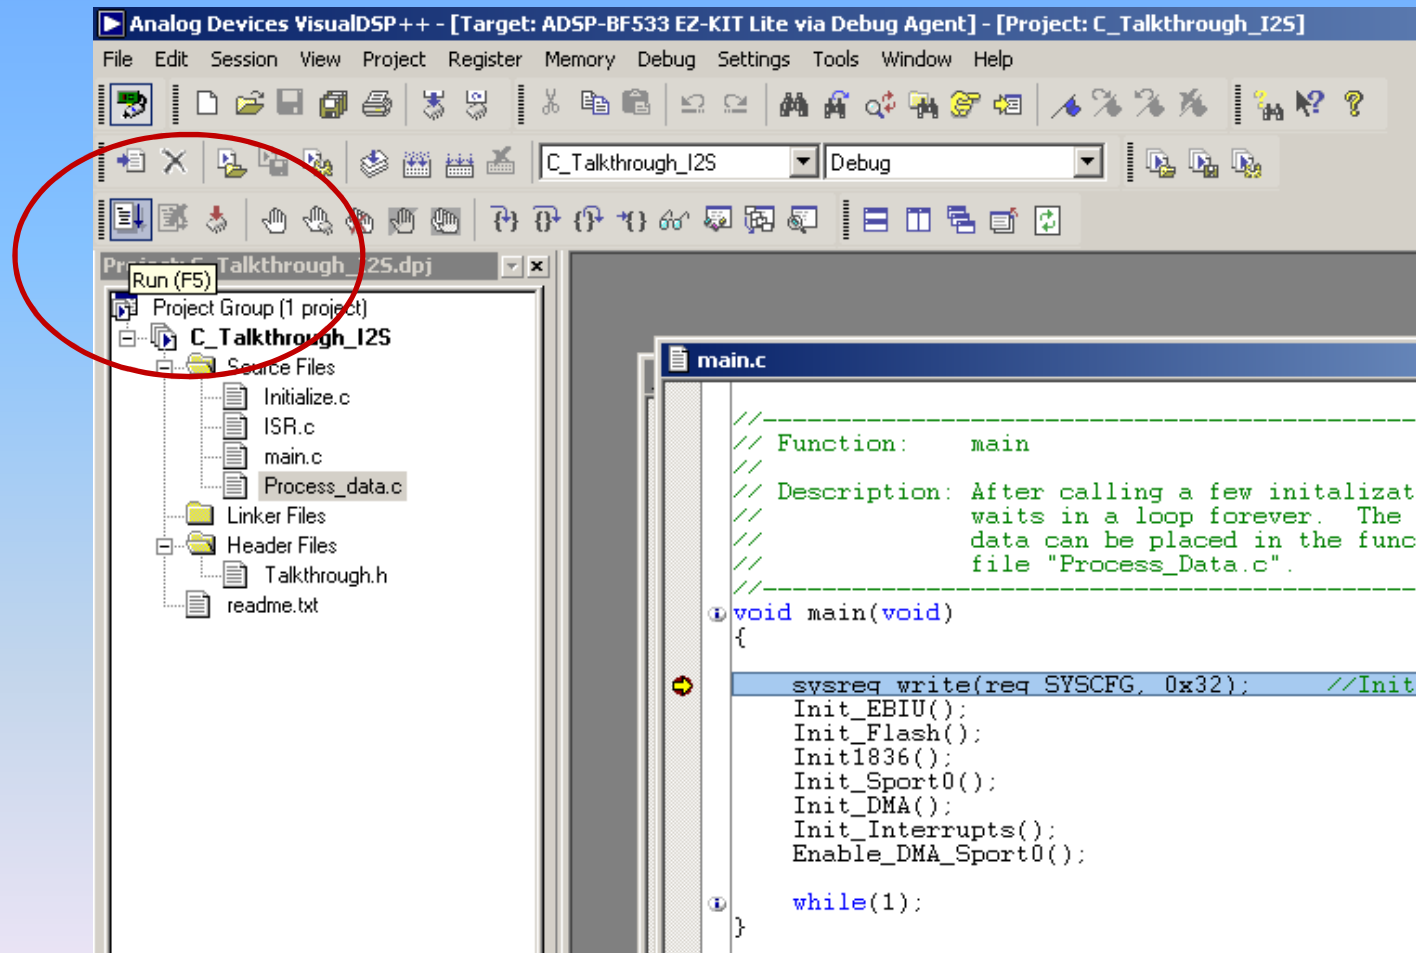 Analog Devices VisualDSP++ - [Target: ADSP-BF533 EZ-KIT Lite via Debug Agent] - [Project: C_Talkthrough_I2S]
File Edit Session View Project Register Memory Debug Settings Tools Window Help
C_Talkthrough_I2S Debug
Project: C_Talkthrough_I2S.dpj
Run (F5)
Project Group (1 project)
C_Talkthrough_I2S
Source Files
Initialize.c
ISR.c
main.c
Process_data.c
Linker Files
Header Files
Talkthrough.h
readme.txt
main.c
//----------------------------------------------
// Function: main
//
// Description: After calling a few initalizat
// waits in a loop forever. The
// data can be placed in the func
// file "Process_Data.c".
//----------------------------------------------
void main(void)
{
sysreg_write(reg_SYSCFG, 0x32); //Init
Init_EBIU();
Init_Flash();
Init1836();
Init_Sport0();
Init_DMA();
Init_Interrupts();
Enable_DMA_Sport0();
while(1);
}